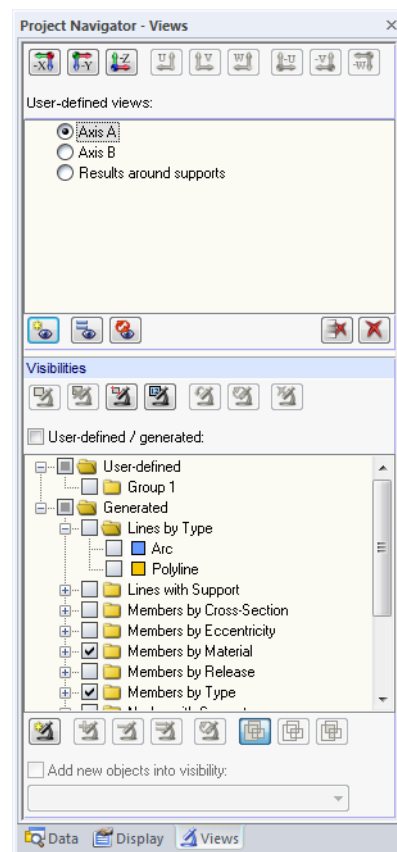 Project Navigator - Views
-X -Y -Z U V W -U -V -W
User-defined views:
Axis A
Axis B
Results around supports
Visibilities
User-defined / generated:
User-defined
Group 1
Generated
Lines by Type
Arc
Polyline
Lines with Support
Members by Cross-Section
Members by Eccentricity
Members by Material
Members by Release
Members by Type
Add new objects into visibility:
Data Display Views